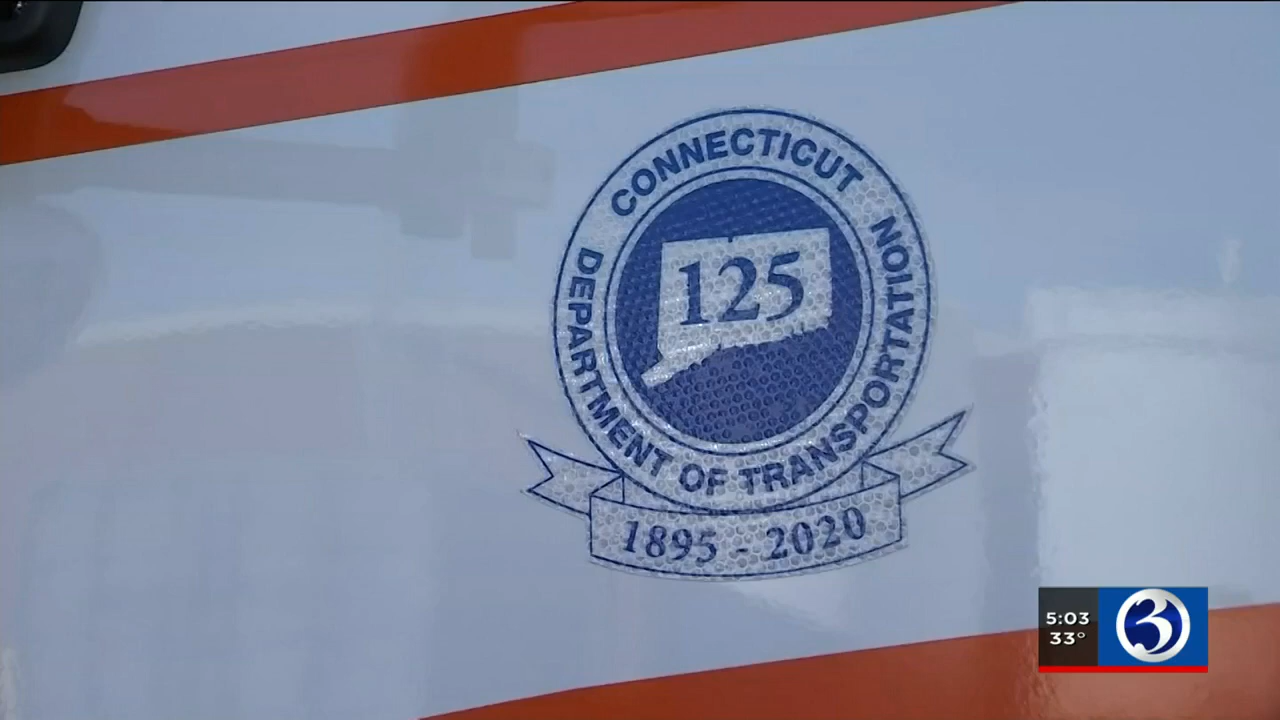 CONNECTICUT
DEPARTMENT OF TRANSPORTATION
125
1895 - 2020
5:03
33°
3